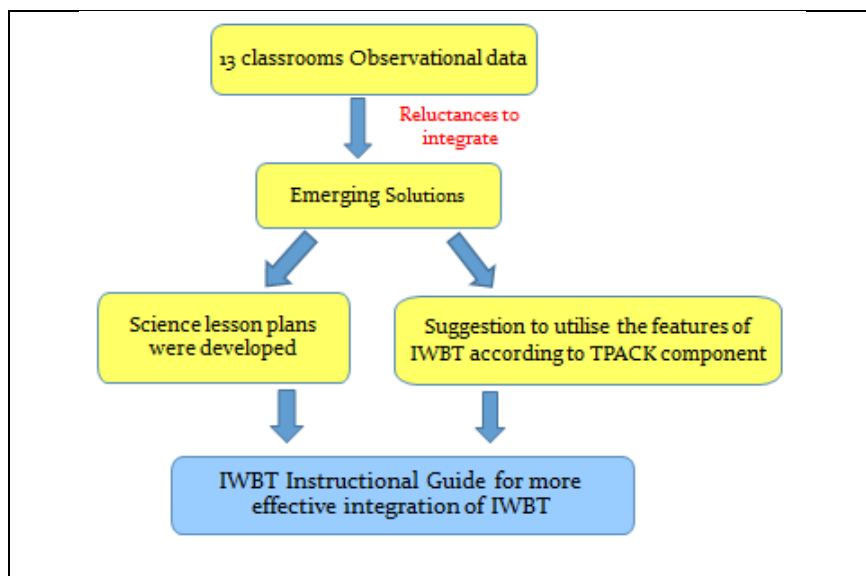 13 classrooms Observational data
Reluctances to
integrate
Emerging Solutions
Science lesson plans
were developed
Suggestion to utilise the features of
IWBT according to TPACK component
IWBT Instructional Guide for more
effective integration of IWBT